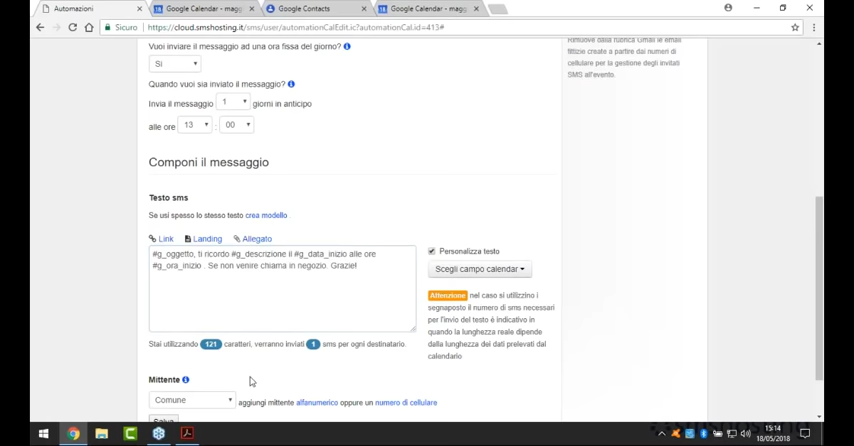 Automazioni
Google Calendar - magg
Google Contacts
Google Calendar - magg
Sicuro
https://cloud.smshosting.it/sms/user/automationCalEdit.ic?automationCal.id=413#
Rimuove dalla rubrica Gmail le email
fittizie create a partire dai numeri di
cellulare per la gestione degli invitati
SMS all'evento.
Vuoi inviare il messaggio ad una ora fissa del giorno?
Si
Quando vuoi sia inviato il messaggio?
Invia il messaggio 1 giorni in anticipo
alle ore 13 : 00
Componi il messaggio
Testo sms
Se usi spesso lo stesso testo crea modello
Link Landing Allegato
#g_oggetto, ti ricordo #g_descrizione il #g_data_inizio alle ore
#g_ora_inizio . Se non venire chiama in negozio. Grazie!
Personalizza testo
Scegli campo calendar
Attenzione nel caso si utilizzino i
segnaposto il numero di sms necessari
per l'invio del testo è indicativo in
quando la lunghezza reale dipende
dalla lunghezza dei dati prelevati dal
calendario
Stai utilizzando 121 caratteri, verranno inviati 1 sms per ogni destinatario.
Mittente
Comune aggiungi mittente alfanumerico oppure un numero di cellulare
Salva
smshosting
15:14
18/05/2018